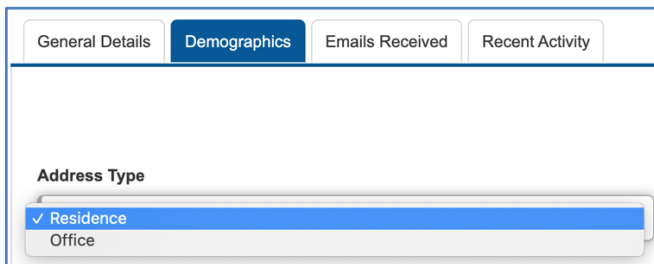 General Details Demographics Emails Received Recent Activity
Address Type
✓ Residence
Office